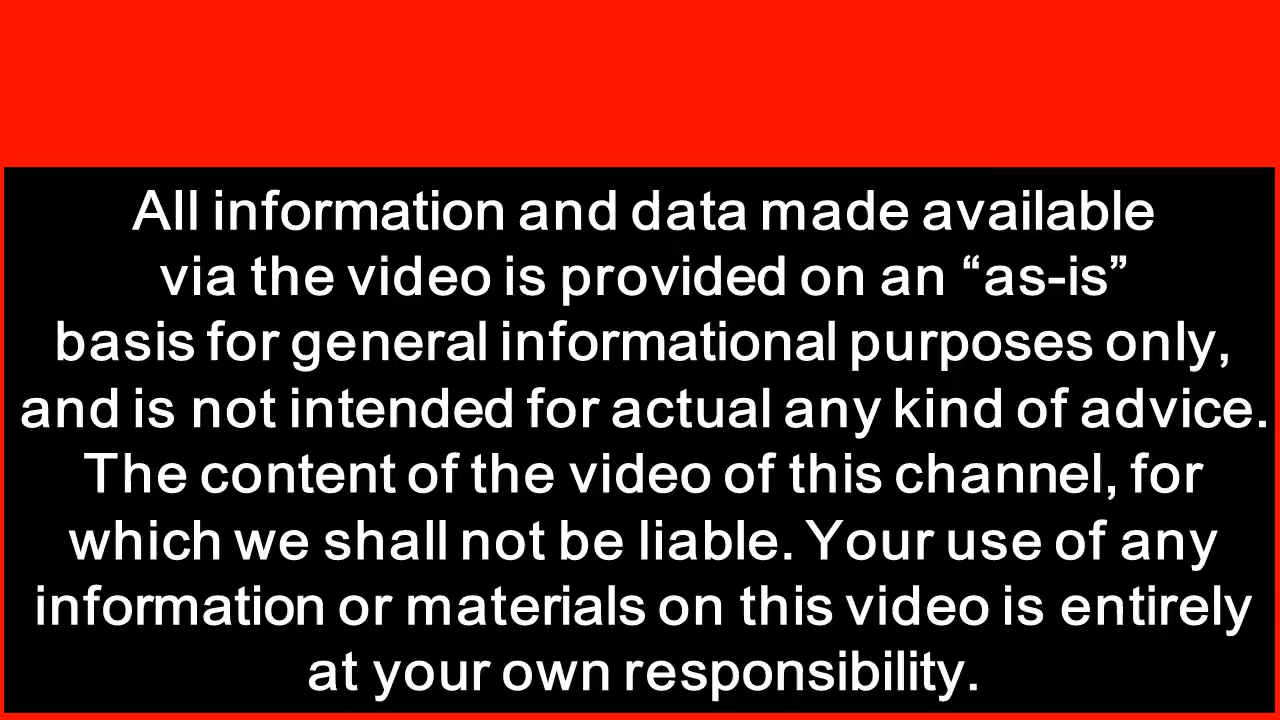 All information and data made available
via the video is provided on an “as-is”
basis for general informational purposes only,
and is not intended for actual any kind of advice.
The content of the video of this channel, for
which we shall not be liable. Your use of any
information or materials on this video is entirely
at your own responsibility.